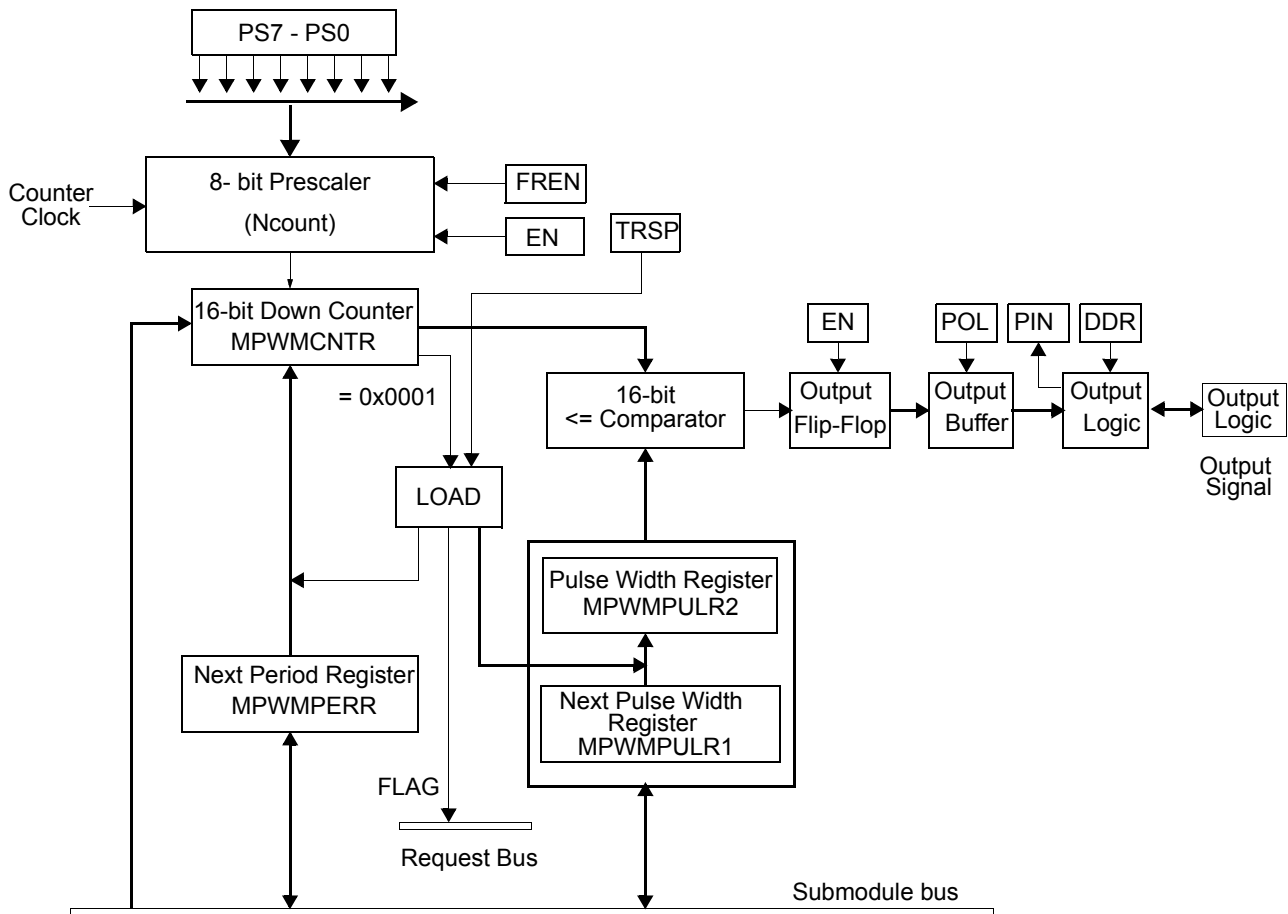 PS7 - PS0
8- bit Prescaler
(Ncount)
Counter
Clock
FREN
EN
TRSP
16-bit Down Counter
MPWMCNTR
= 0x0001
LOAD
16-bit
<= Comparator
EN
POL
PIN
DDR
Output
Flip-Flop
Output
Buffer
Output
Logic
Output
Logic
Output
Signal
Pulse Width Register
MPWMPULR2
Next Pulse Width
Register
MPWMPULR1
Next Period Register
MPWMPERR
FLAG
Request Bus
Submodule bus